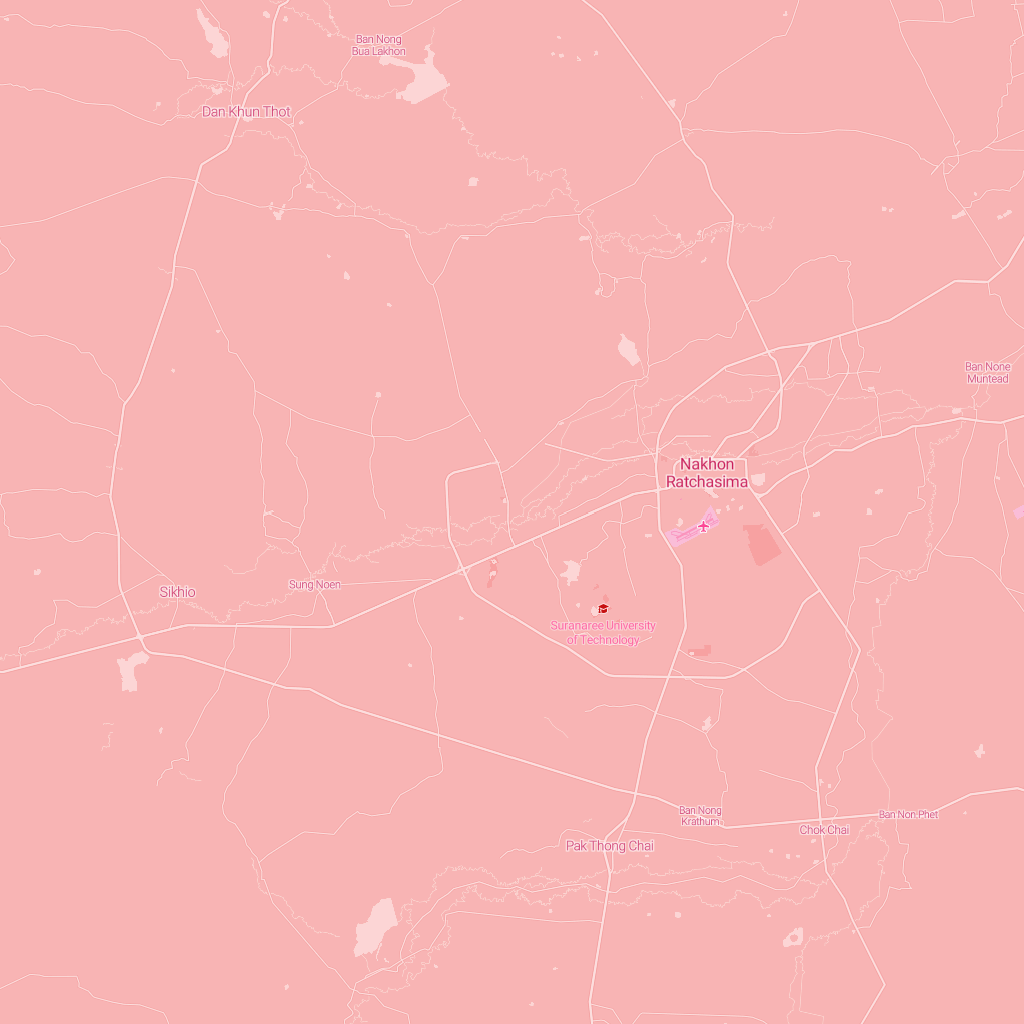 Ban Nong
Bua Lakhon
Dan Khun Thot
Ban None
Muntead
Nakhon
Ratchasima
Sung Noen
Sikhio
Suranaree University
of Technology
Ban Nong
Krathum
Ban Non Phet
Chok Chai
Pak Thong Chai